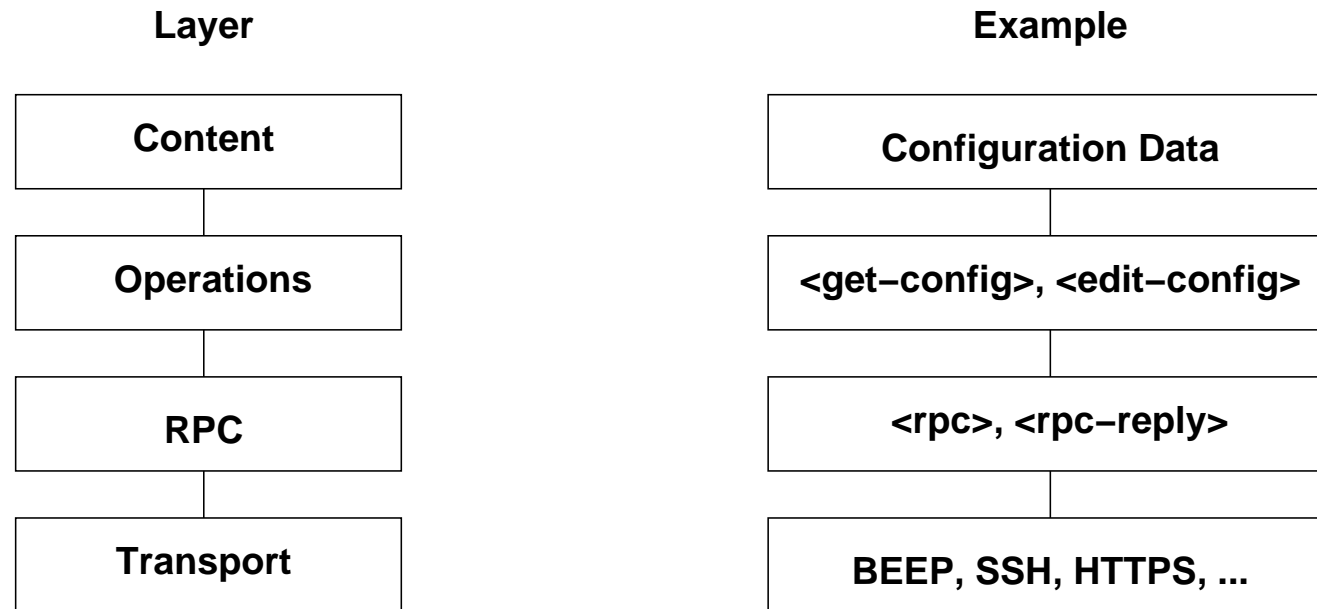 Layer Example
Content Configuration Data
Operations <get−config>, <edit−config>
RPC <rpc>, <rpc−reply>
Transport BEEP, SSH, HTTPS, ...